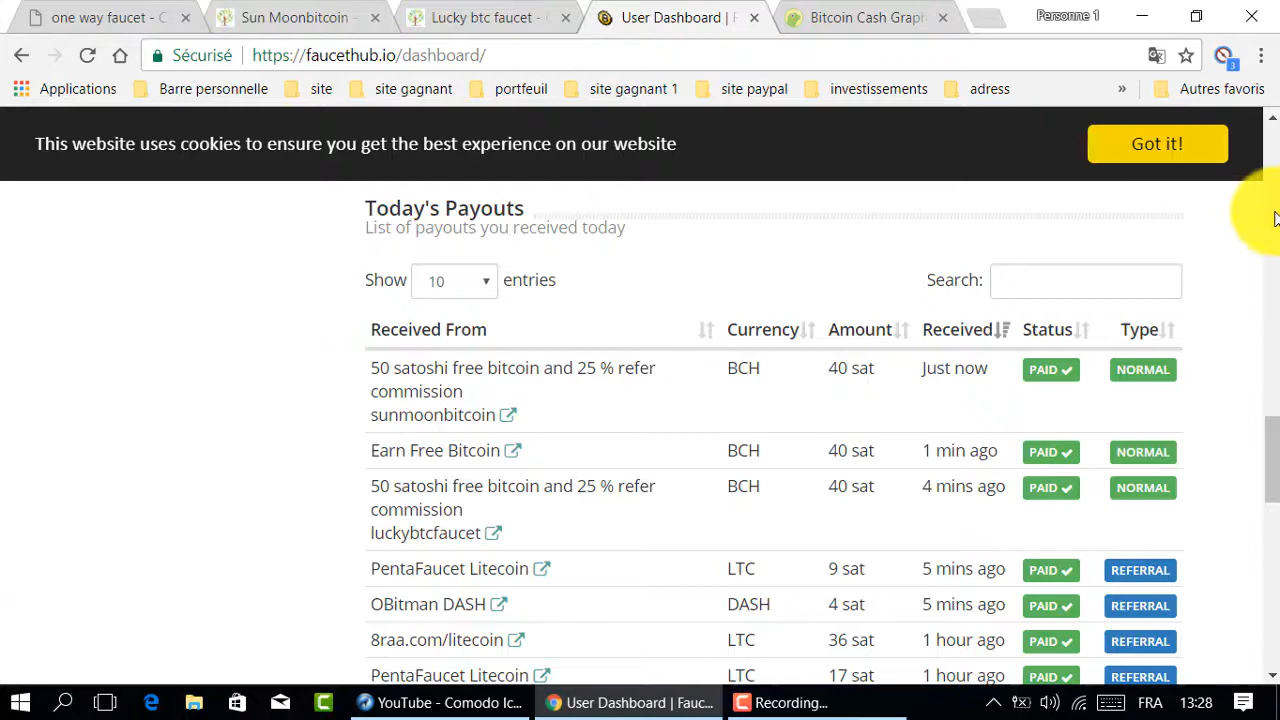 one way faucet - C
Sun Moonbitcoin -
Lucky btc faucet -
User Dashboard | F
Bitcoin Cash Grap
Personne 1
Sécurisé
https://faucethub.io/dashboard/
3
Applications
Barre personnelle
site
site gagnant
portfeuil
site gagnant 1
site paypal
investissements
adress
»
Autres favoris
This website uses cookies to ensure you get the best experience on our website
Got it!
Today's Payouts
List of payouts you received today
Show 10 entries
Search:
Received From Currency Amount Received Status Type
50 satoshi free bitcoin and 25 % refer BCH 40 sat Just now PAID NORMAL
commission
sunmoonbitcoin
Earn Free Bitcoin BCH 40 sat 1 min ago PAID NORMAL
50 satoshi free bitcoin and 25 % refer BCH 40 sat 4 mins ago PAID NORMAL
commission
luckybtcfaucet
PentaFaucet Litecoin LTC 9 sat 5 mins ago PAID REFERRAL
OBitman DASH DASH 4 sat 5 mins ago PAID REFERRAL
8raa.com/litecoin LTC 36 sat 1 hour ago PAID REFERRAL
PentaFaucet Litecoin LTC 17 sat 1 hour ago PAID REFERRAL
YouTube - Comodo Ic...
User Dashboard | Fauc...
Recording...
FRA
13:28